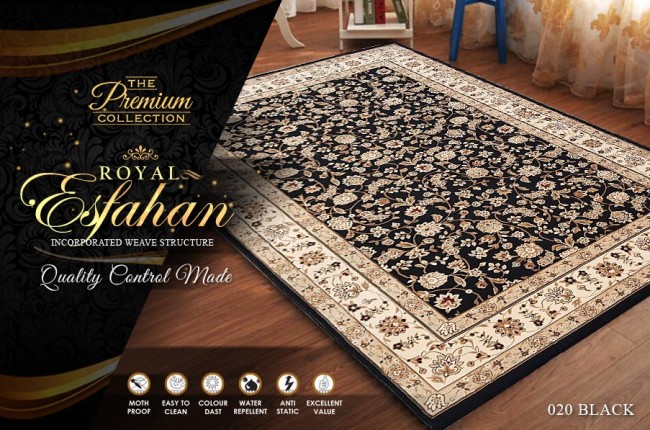 THE
Premium
COLLECTION
ROYAL
Esfahan
INCORPORATED WEAVE STRUCTURE
Quality Control Made
MOTH PROOF
EASY TO CLEAN
COLOUR DAST
WATER REPELLENT
ANTI STATIC
EXCELLENT VALUE
020 BLACK